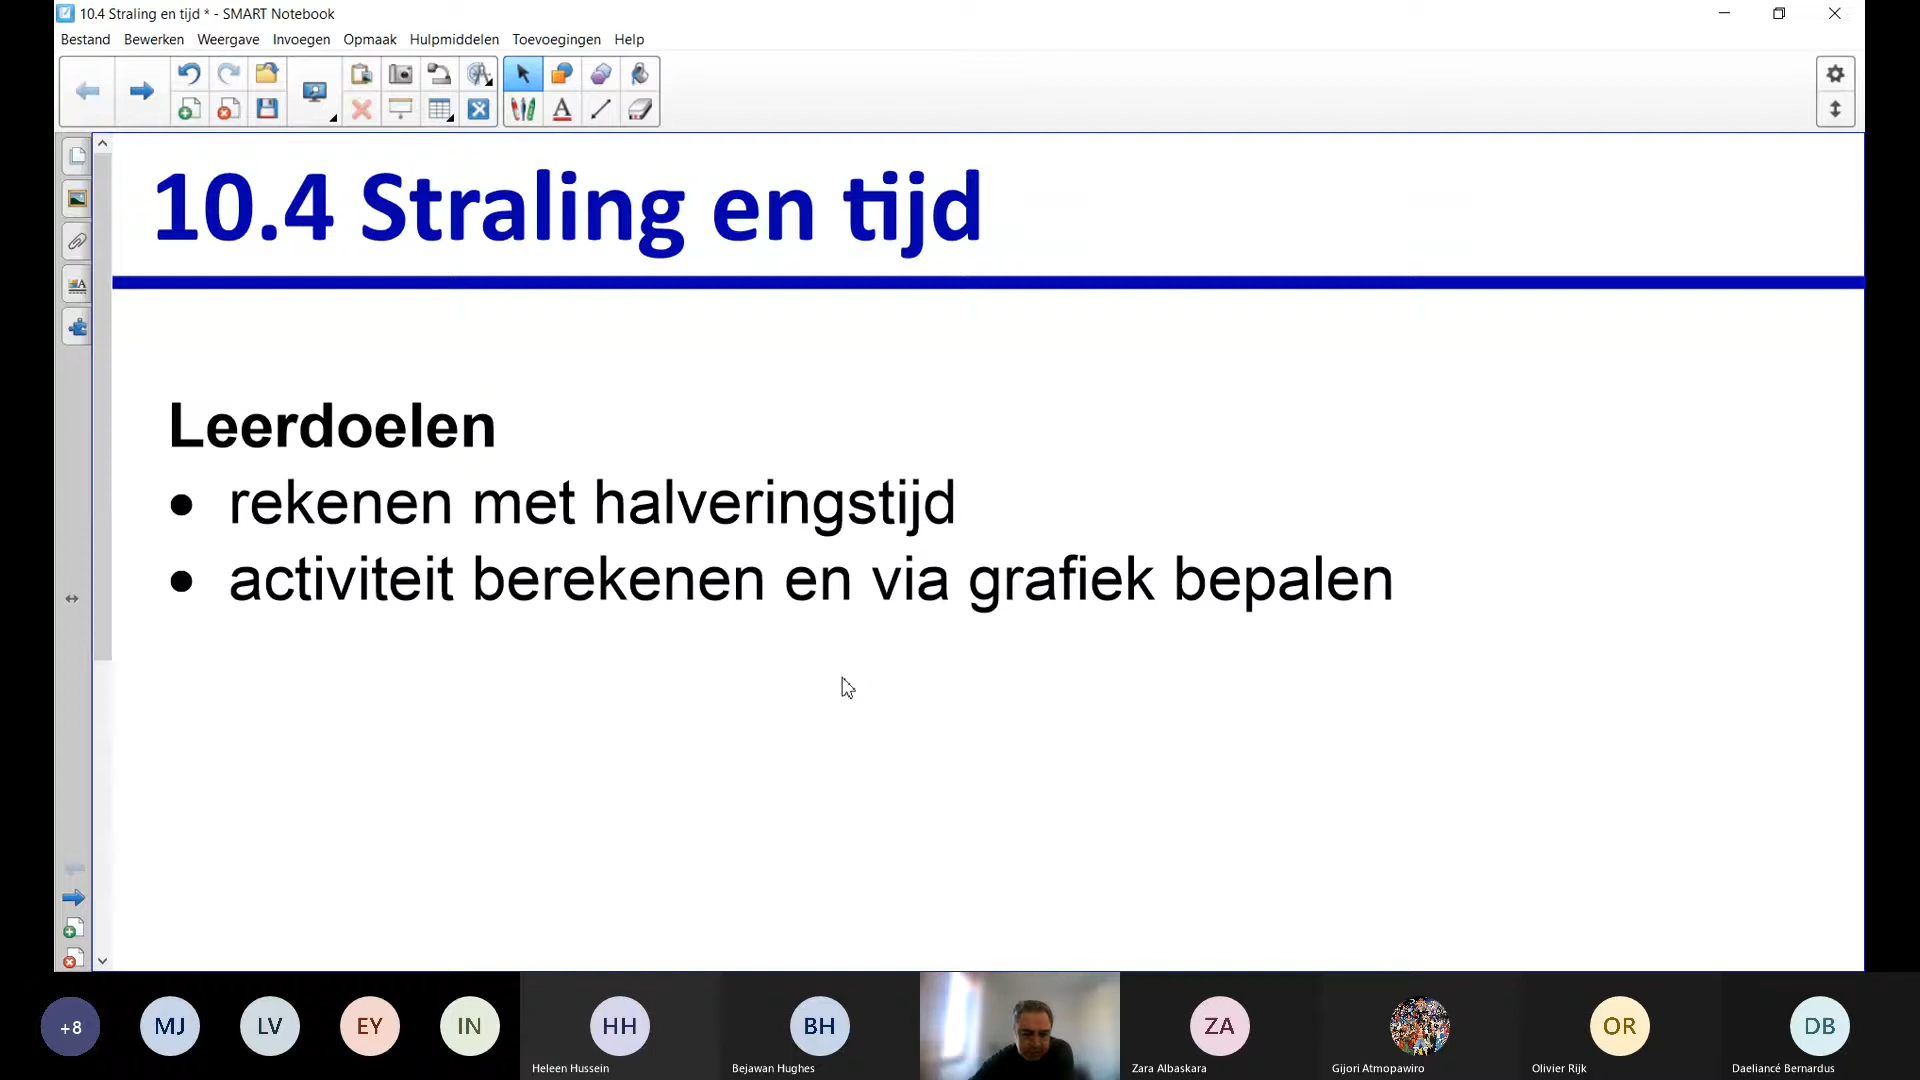 10.4 Straling en tijd * - SMART Notebook
Bestand Bewerken Weergave Invoegen Opmaak Hulpmiddelen Toevoegingen Help
10.4 Straling en tijd
Leerdoelen
• rekenen met halveringstijd
• activiteit berekenen en via grafiek bepalen
+8 MJ LV EY IN HH BH ZA OR DB
Heleen Hussein Bejawan Hughes Zara Albaskara Gijori Atmopawiro Olivier Rijk Daeliancé Bernardus